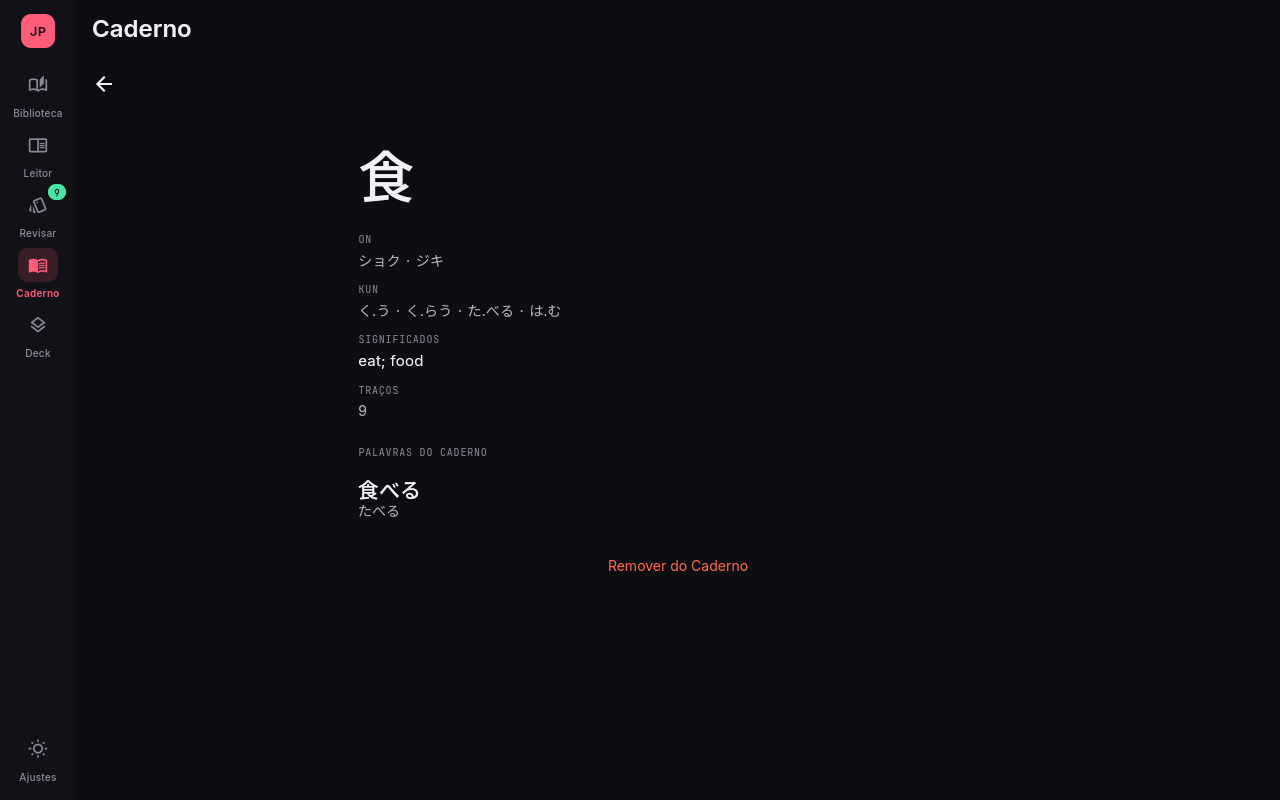 JP
Caderno
Biblioteca
Leitor
9
Revisar
Caderno
Deck
Ajustes
食
ON
ショク · ジキ
KUN
く.う · く.らう · た.べる · は.む
SIGNIFICADOS
eat; food
TRAÇOS
9
PALAVRAS DO CADERNO
食べる
たべる
Remover do Caderno